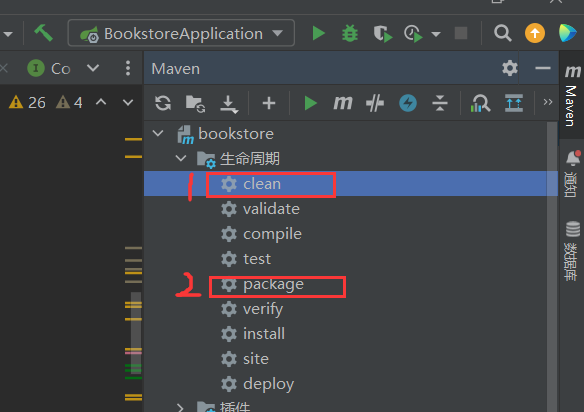 BookstoreApplication
Co
Maven
26 4
m
bookstore
生命周期
1 clean
validate
compile
test
2 package
verify
install
site
deploy
插件
m Maven
通知
数据库